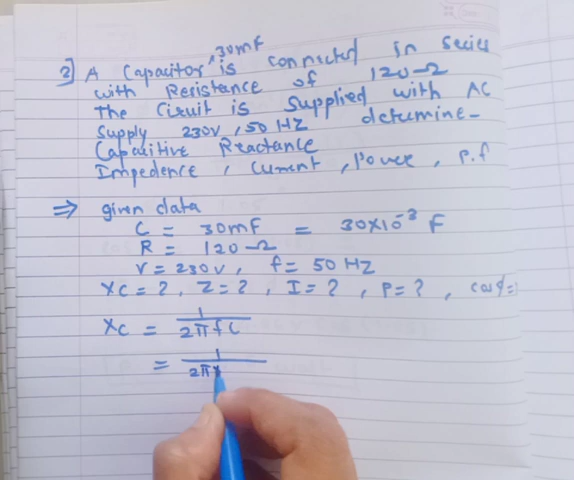 , 30mF
2] A Capacitor is connected in series
with Resistance of 120-Ω
The Ciruit is Supplied with AC
Supply 230V, 50 HZ determine-
Capacitive Reactance
Impedence, Current, Power, P.f
⇒ given data
C = 30mF = 30×10⁻³ F
R = 120-Ω
V = 230V, f = 50 HZ
XC = ?, Z = ?, I = ?, P = ?, cosϕ =
XC = 1/2πfC
= 1/2π×